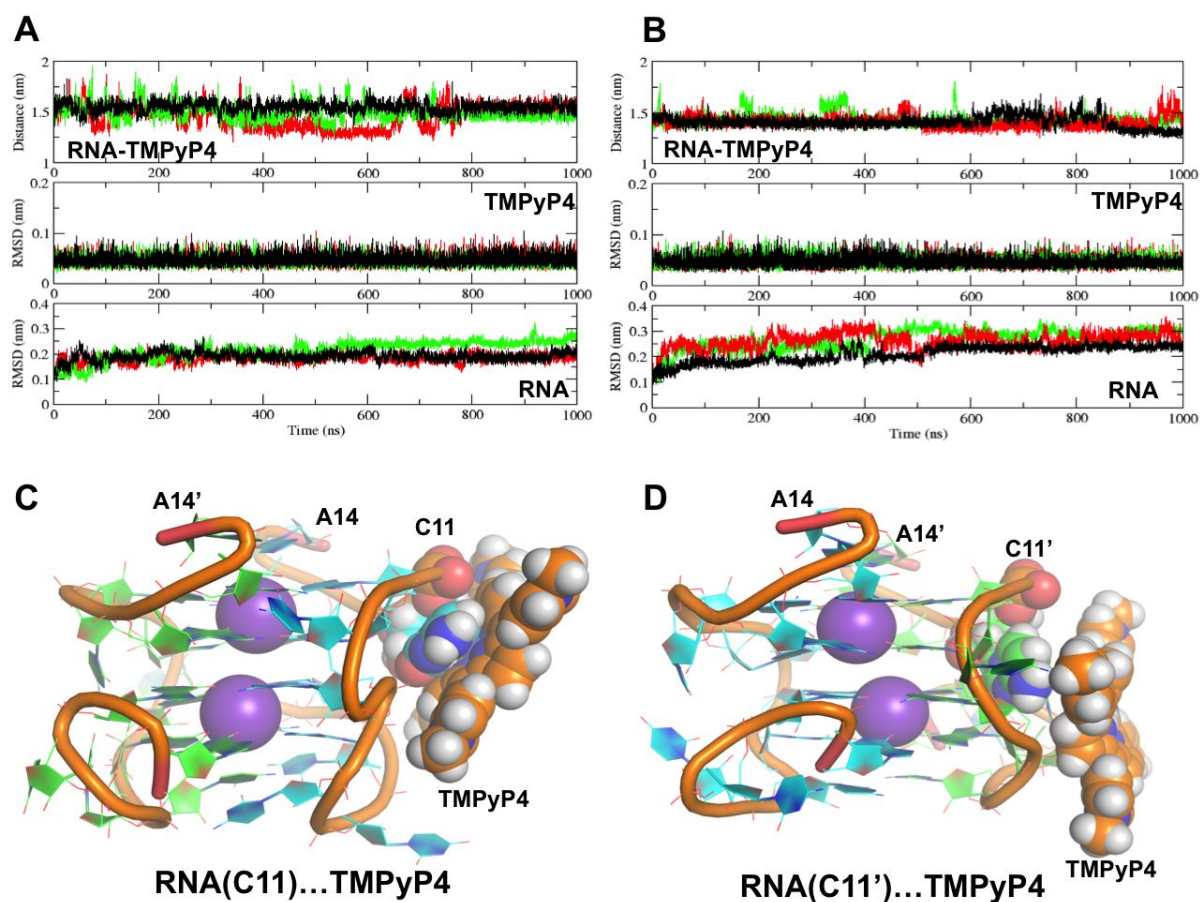 A
B
2
1.5
1
Distance (nm)
RNA-TMPyP4
0 200 400 600 800 1000
2
1.5
1
Distance (nm)
RNA-TMPyP4
0 200 400 600 800 1000
0.2
0.1
0
RMSD (nm)
TMPyP4
0 200 400 600 800 1000
0.2
0.1
0
RMSD (nm)
TMPyP4
0 200 400 600 800 1000
0.4
0.3
0.2
0.1
0
RMSD (nm)
RNA
0 200 400 600 800 1000
Time (ns)
0.4
0.3
0.2
0.1
0
RMSD (nm)
RNA
0 200 400 600 800 1000
Time (ns)
C
A14'
A14
C11
TMPyP4
RNA(C11)...TMPyP4
D
A14
A14'
C11'
TMPyP4
RNA(C11')...TMPyP4